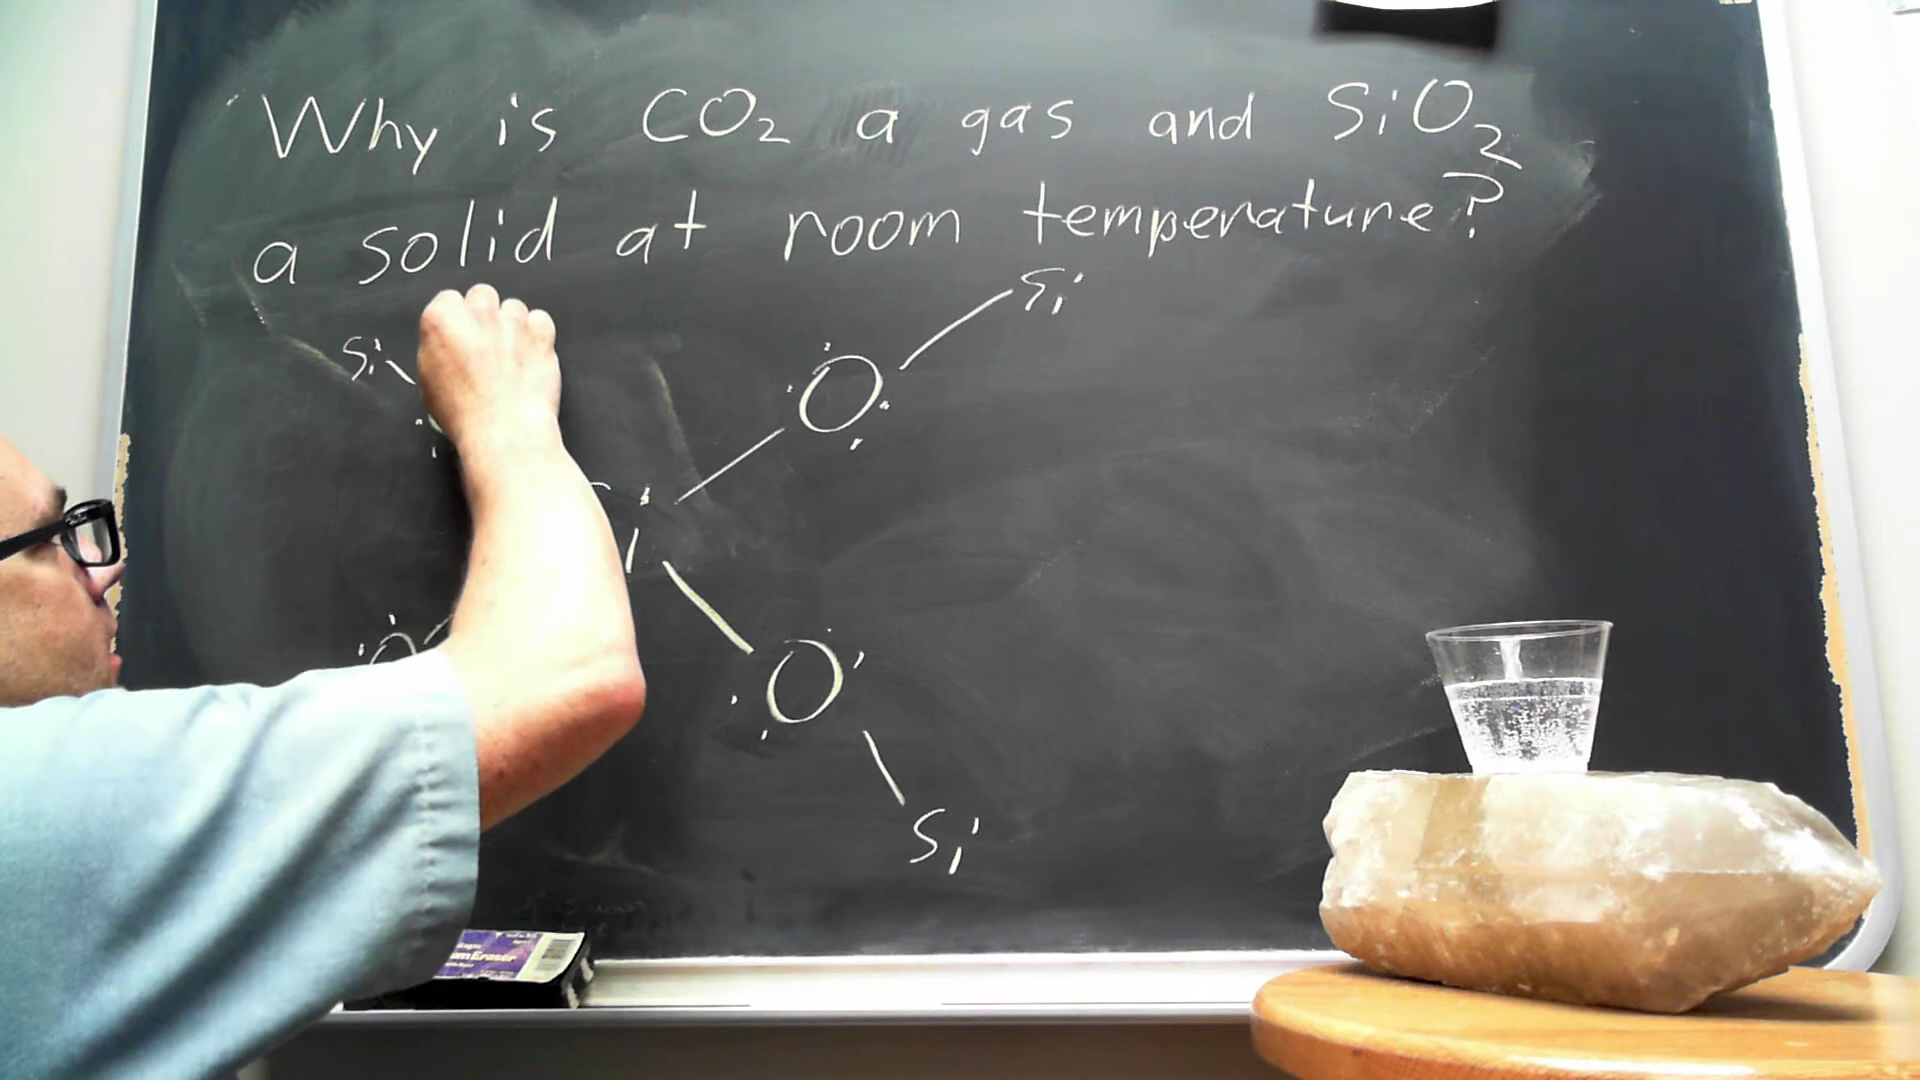 Why is CO₂ a gas and SiO₂
a solid at room temperature?
Si
Si
O
O
O
Si